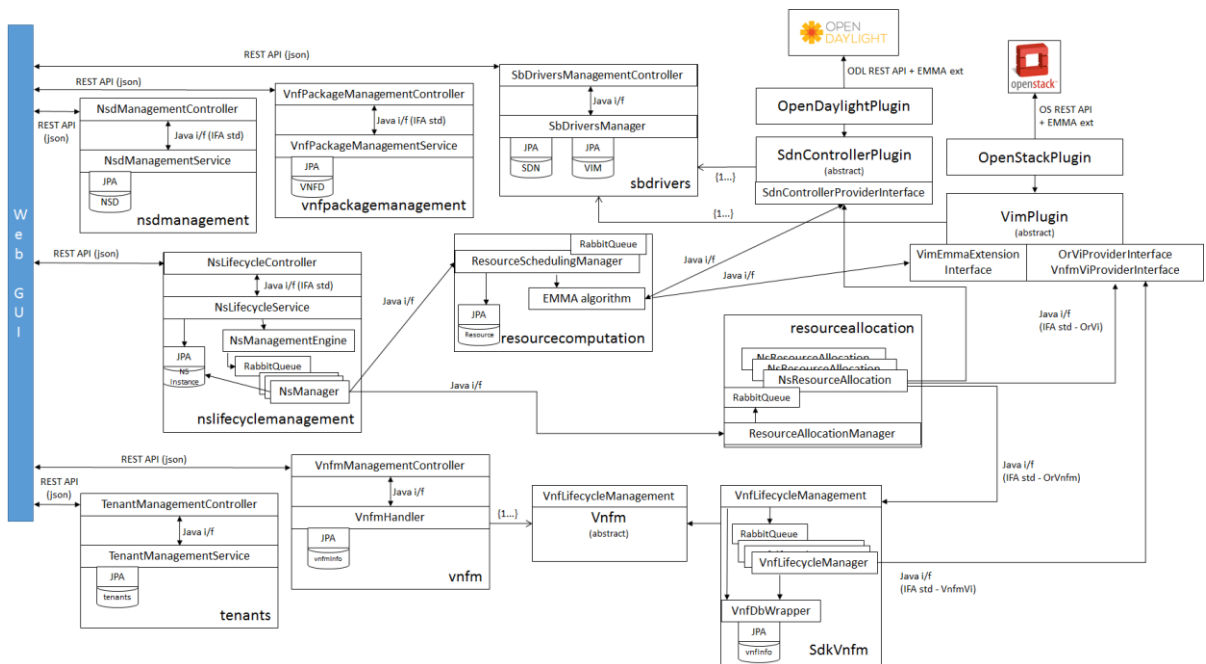 Web GUI
REST API (json)
REST API (json)
REST API
(json)
NsdManagementController
Java i/f (IFA std)
NsdManagementService
JPA
NSD
nsdmanagement
VnfPackageManagementController
Java i/f (IFA std)
VnfPackageManagementService
JPA
VNFD
vnfpackagemanagement
SbDriversManagementController
Java i/f
SbDriversManager
JPA
SDN
JPA
VIM
sbdrivers
OPEN
DAYLIGHT
ODL REST API + EMMA ext
OpenDaylightPlugin
SdnControllerPlugin
(abstract)
SdnControllerProviderInterface
{1...}
{1...}
openstack
OS REST API
+ EMMA ext
OpenStackPlugin
VimPlugin
(abstract)
VimEmmaExtension
Interface
OrViProviderInterface
VnfmViProviderInterface
REST API (json)
NsLifecycleController
Java i/f (IFA std)
NsLifecycleService
NsManagementEngine
JPA
NS
Instance
RabbitQueue
NsManager
nslifecyclemanagement
Java i/f
RabbitQueue
ResourceSchedulingManager
EMMA algorithm
JPA
Resource
resourcecomputation
Java i/f
Java i/f
Java i/f
(IFA std - OrVi)
Java i/f
resourceallocation
NsResourceAllocation
NsResourceAllocation
NsResourceAllocation
RabbitQueue
ResourceAllocationManager
REST API (json)
VnfmManagementController
Java i/f
VnfmHandler
JPA
vnfmInfo
vnfm
{1...}
REST API
(json)
TenantManagementController
Java i/f
TenantManagementService
JPA
tenants
tenants
VnfLifecycleManagement
Vnfm
(abstract)
VnfLifecycleManagement
RabbitQueue
VnfLifecycleManager
VnfDbWrapper
JPA
vnfInfo
SdkVnfm
Java i/f
(IFA std - OrVnfm)
Java i/f
(IFA std - VnfmVi)